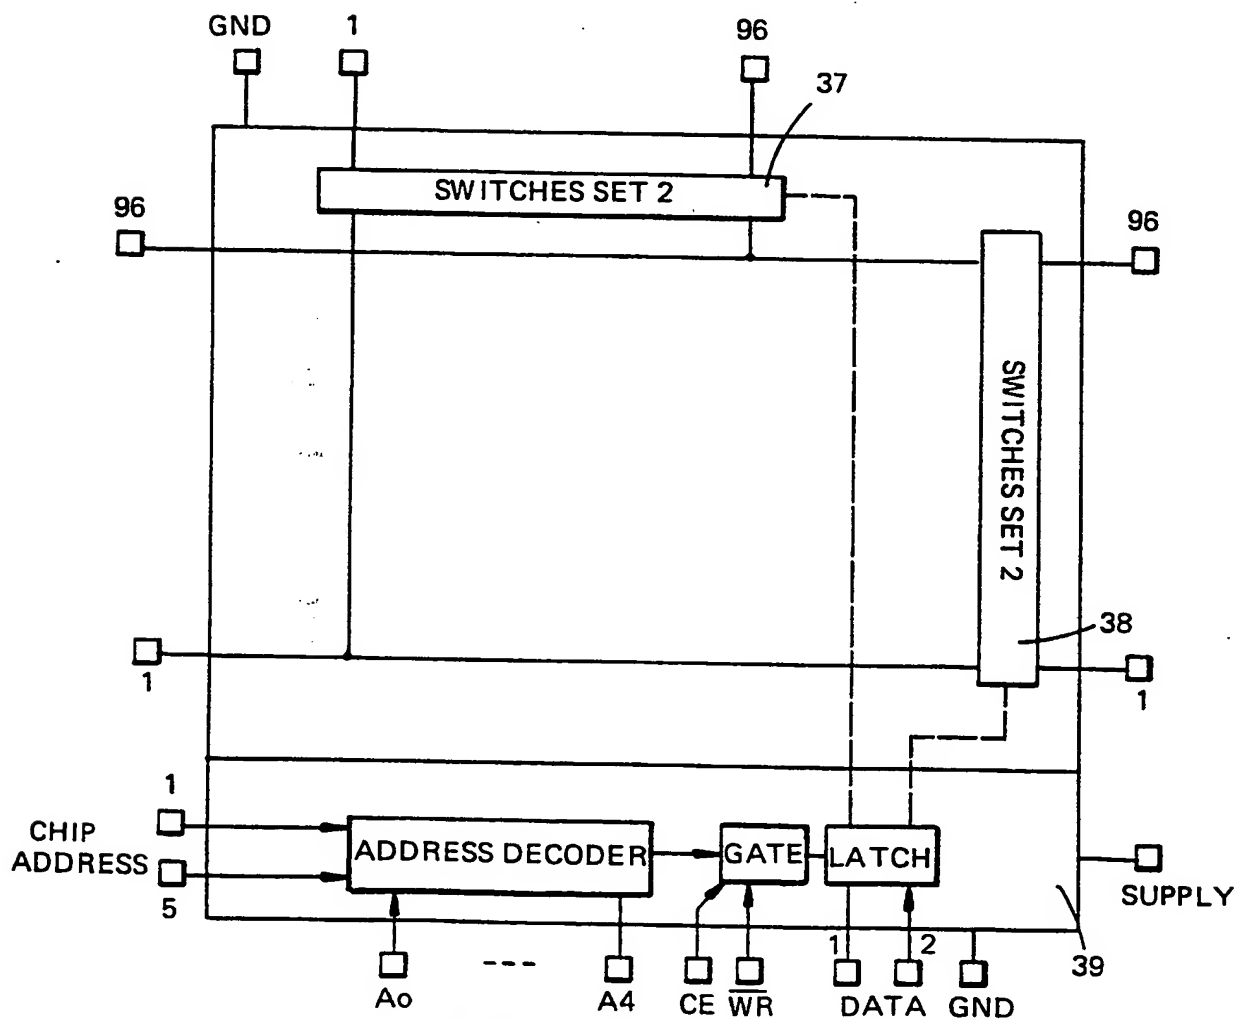 GND
1
96
37
SWITCHES SET 2
96
96
SWITCHES SET 2
38
1
1
1
CHIP
ADDRESS
5
ADDRESS DECODER
GATE
LATCH
SUPPLY
1
2
39
Ao
---
A4
CE
W̅R̅
DATA
GND